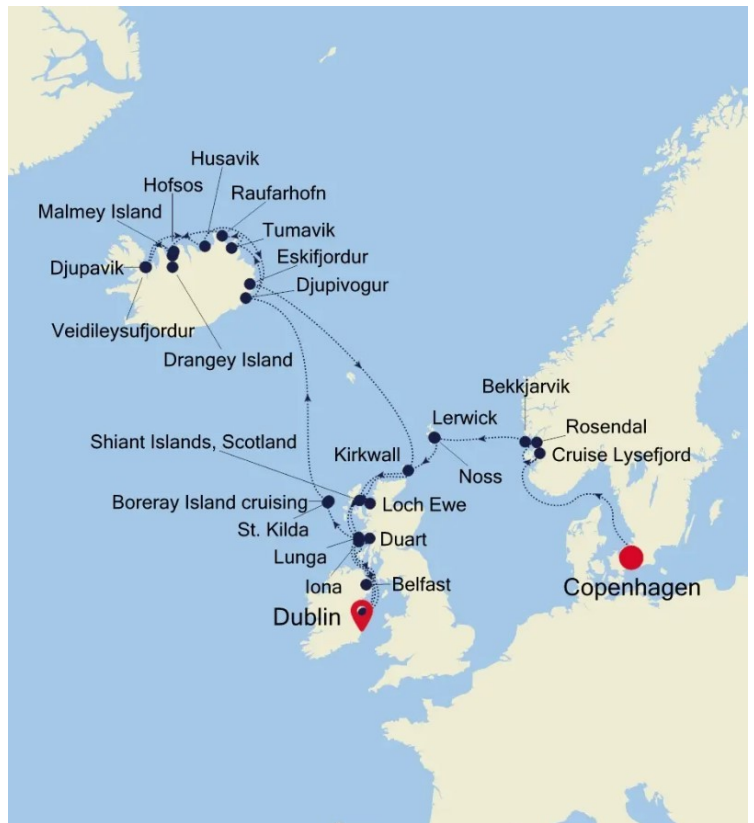 Husavik
Hofsos
Raufarhofn
Malmey Island
Tumavik
Eskifjordur
Djupavik
Djupivogur
Veidileysufjordur
Drangey Island
Bekkjarvik
Lerwick
Rosendal
Shiant Islands, Scotland
Kirkwall
Cruise Lysefjord
Noss
Boreray Island cruising
Loch Ewe
St. Kilda
Duart
Lunga
Iona
Belfast
Copenhagen
Dublin